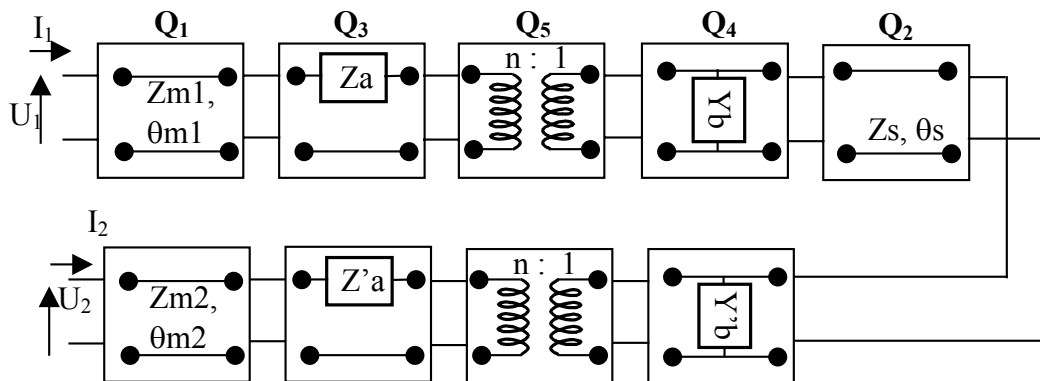 Q1 Q3 Q5 Q4 Q2
I1
U1
Zm1,
θm1
Za
n : 1
Yb
Zs, θs
I2
U2
Zm2,
θm2
Z'a
n : 1
Y'b